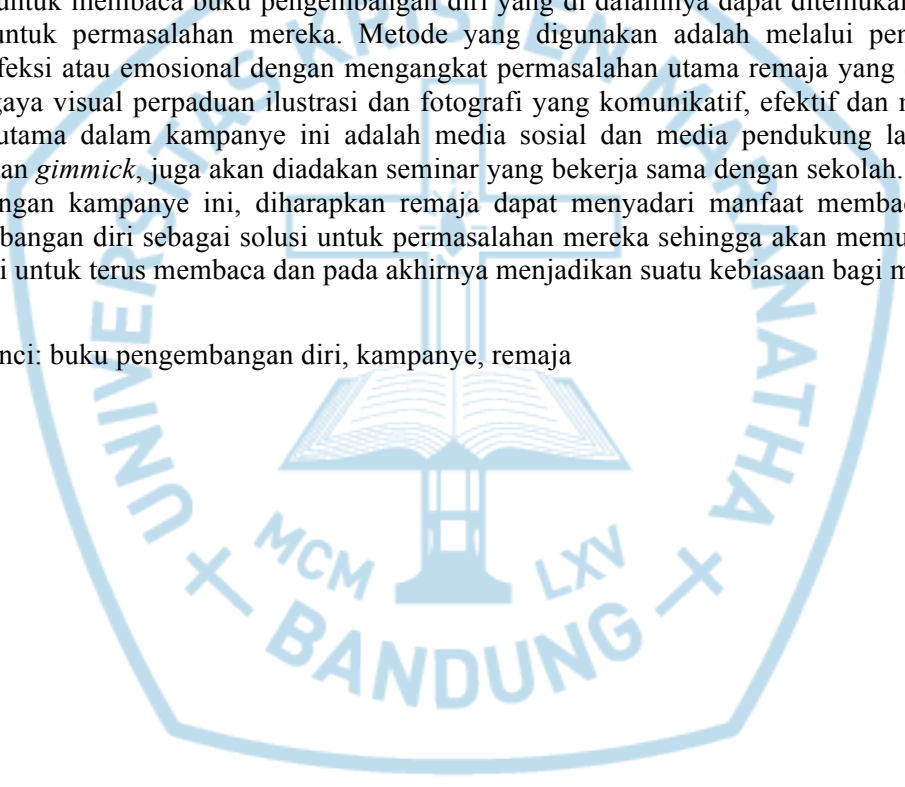 untuk membaca buku pengembangan diri yang di dalamnya dapat ditemukan
untuk permasalahan mereka. Metode yang digunakan adalah melalui pen
feksi atau emosional dengan mengangkat permasalahan utama remaja yang
gaya visual perpaduan ilustrasi dan fotografi yang komunikatif, efektif dan
utama dalam kampanye ini adalah media sosial dan media pendukung la
an gimmick, juga akan diadakan seminar yang bekerja sama dengan sekolah.
ngan kampanye ini, diharapkan remaja dapat menyadari manfaat membac
bangan diri sebagai solusi untuk permasalahan mereka sehingga akan memu
i untuk terus membaca dan pada akhirnya menjadikan suatu kebiasaan bagi m
nci: buku pengembangan diri, kampanye, remaja
UNIVERSITAS KRISTEN MARANATHA
MCM LXV
BANDUNG